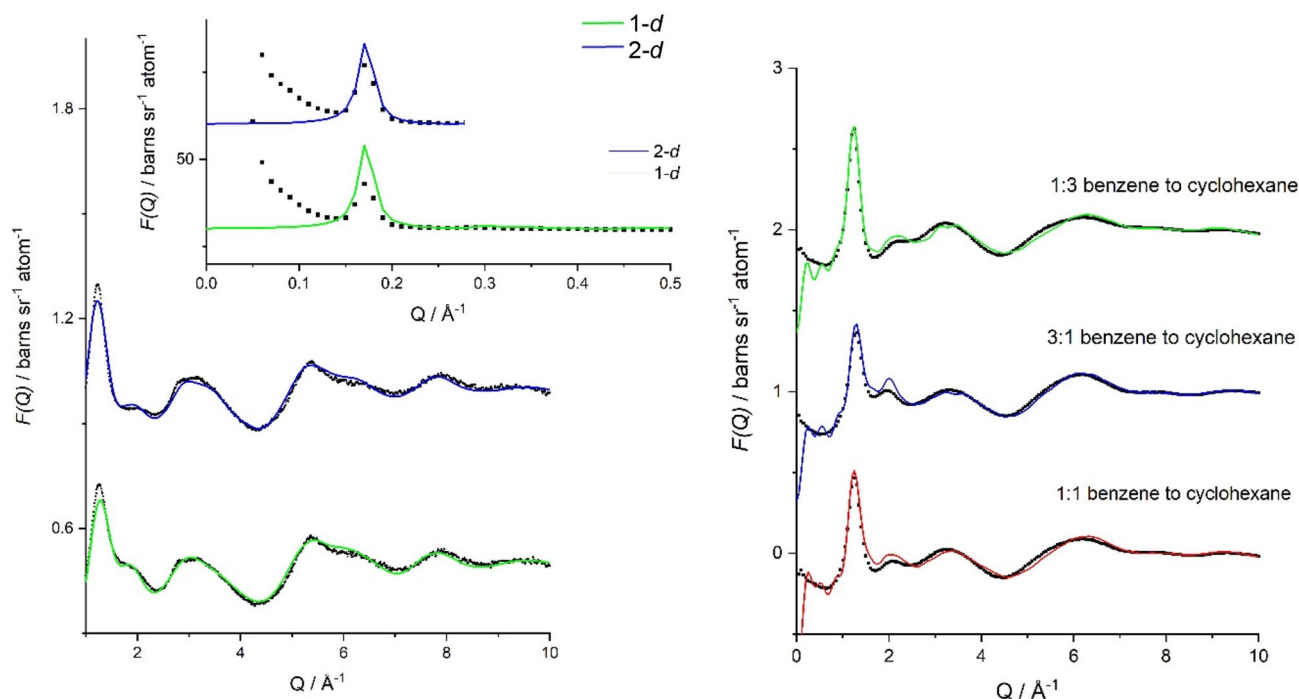 1-d
2-d
F(Q) / barns sr-1 atom-1
50
2-d
1-d
0.0
0.1
0.2
0.3
0.4
0.5
Q / Å-1
1.8
1.2
0.6
F(Q) / barns sr-1 atom-1
2
4
6
8
10
Q / Å-1
3
2
1
0
F(Q) / barns sr-1 atom-1
1:3 benzene to cyclohexane
3:1 benzene to cyclohexane
1:1 benzene to cyclohexane
0
2
4
6
8
10
Q / Å-1